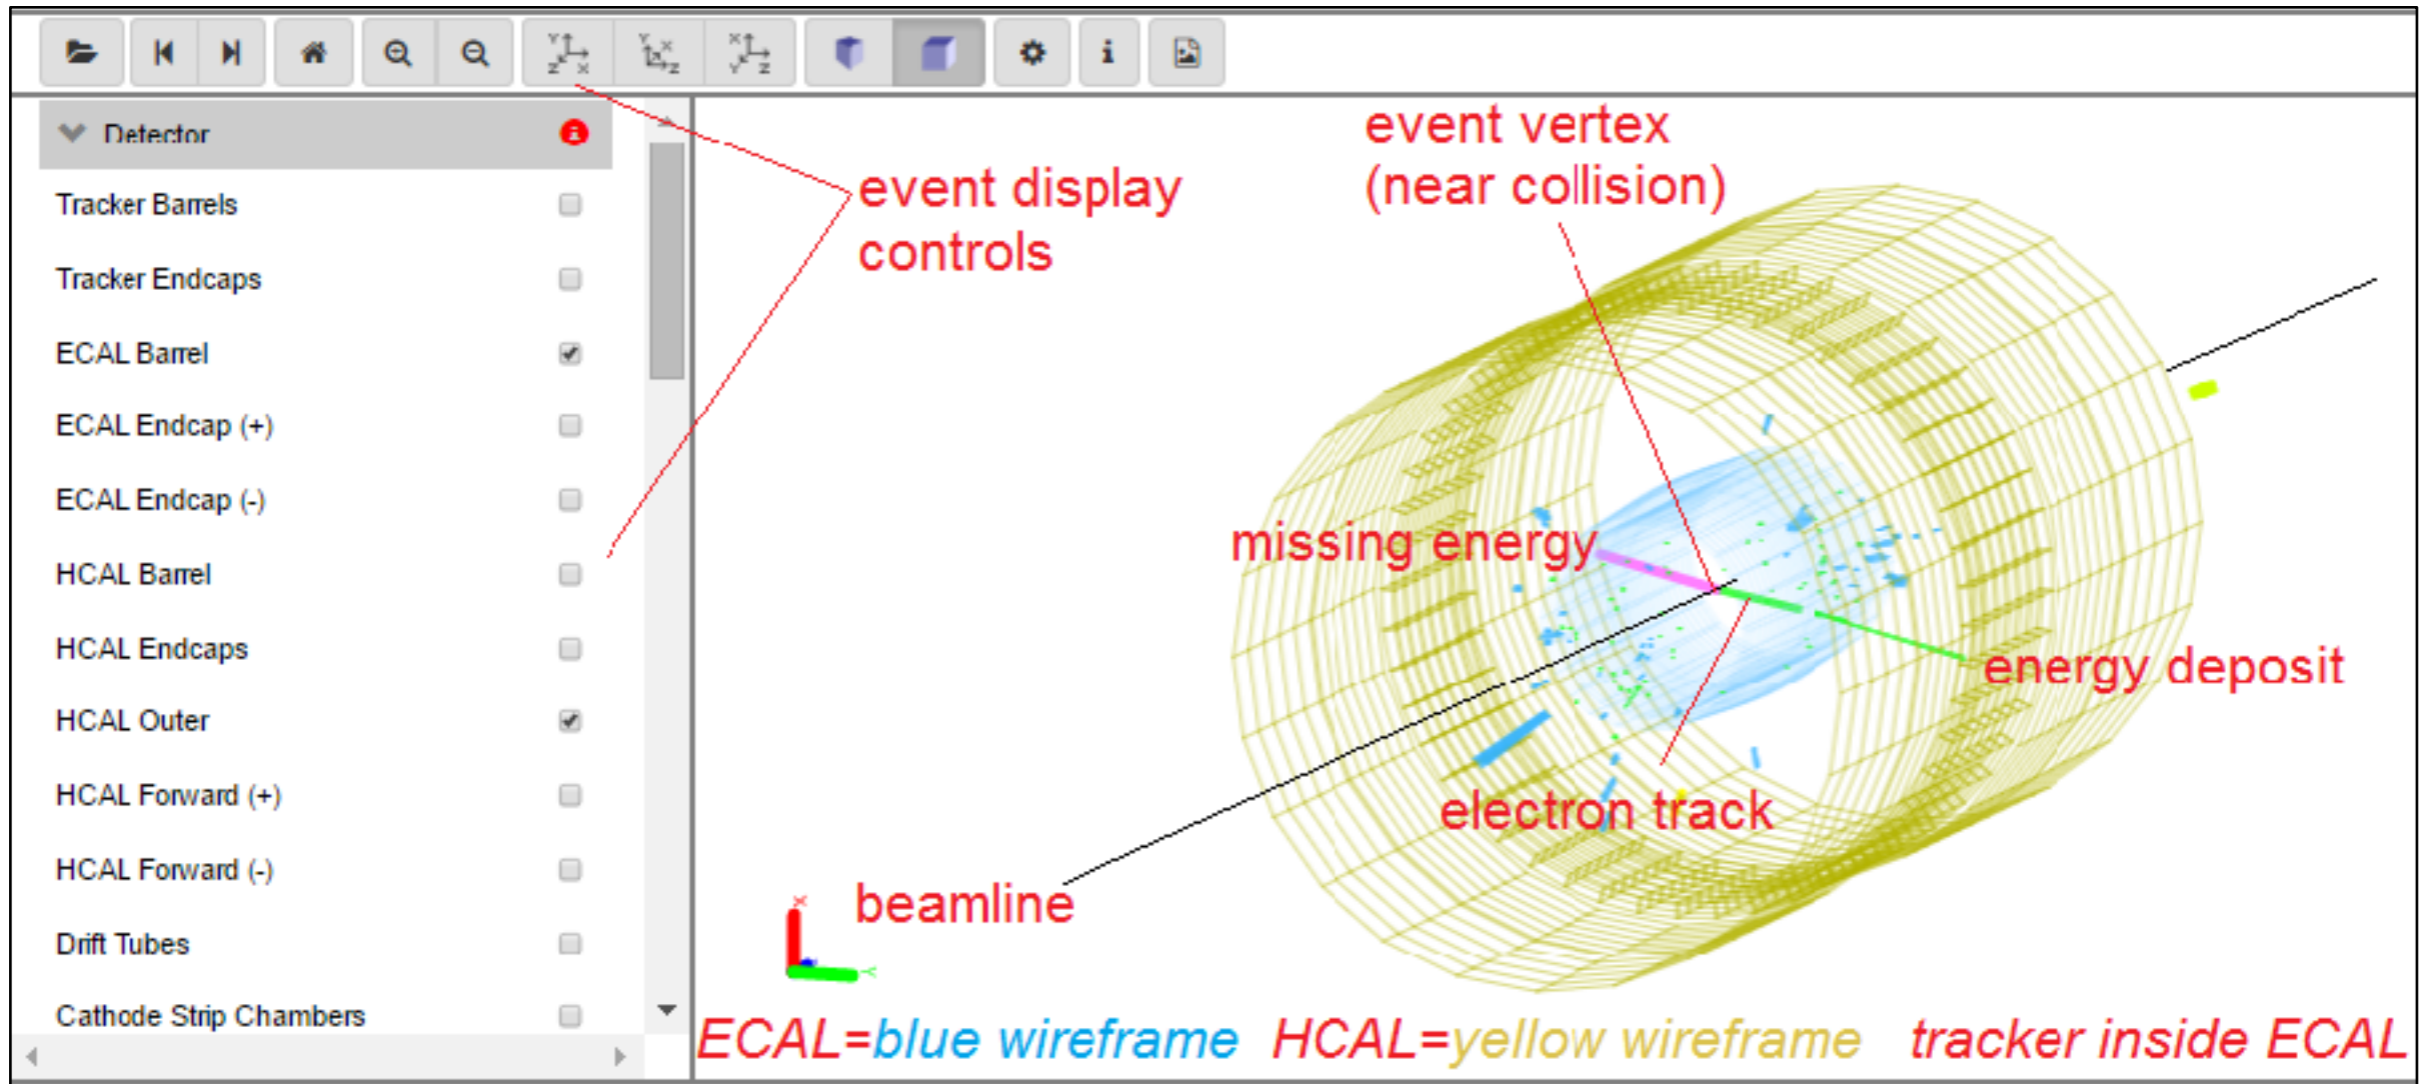 Detector
Tracker Barrels
Tracker Endcaps
ECAL Barrel
ECAL Endcap (+)
ECAL Endcap (-)
HCAL Barrel
HCAL Endcaps
HCAL Outer
HCAL Forward (+)
HCAL Forward (-)
Drift Tubes
Cathode Strip Chambers
event display
controls
event vertex
(near collision)
missing energy
energy deposit
electron track
beamline
X
Y
ECAL=blue wireframe HCAL=yellow wireframe tracker inside ECAL
Y
Z X
Y X
Z
X
Y Z
i